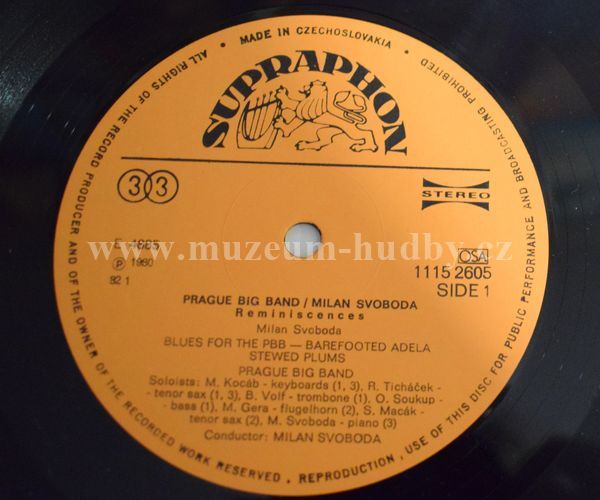 ALL RIGHTS OF THE RECORD PRODUCER AND OF THE OWNER OF THE RECORDED WORK RESERVED . REPRODUCTION, USE OF THIS DISC FOR PUBLIC PERFORMANCE AND BROADCASTING PROHIBITED
• MADE IN CZECHOSLOVAKIA •
SUPRAPHON
33
STEREO
www.muzeum-hudby.cz
℗ 1980
82 1
OSA
1115 2605
SIDE 1
PRAGUE BIG BAND / MILAN SVOBODA
Reminiscences
Milan Svoboda
BLUES FOR THE PBB — BAREFOOTED ADELA
STEWED PLUMS
PRAGUE BIG BAND
Soloists: M. Kocáb - keyboards (1, 3), R. Ticháček -
tenor sax (1, 3), B. Volf - trombone (1), O. Soukup -
bass (1), M. Gera - flugelhorn (2), S. Macák -
tenor sax (2), M. Svoboda - piano (3)
Conductor: MILAN SVOBODA